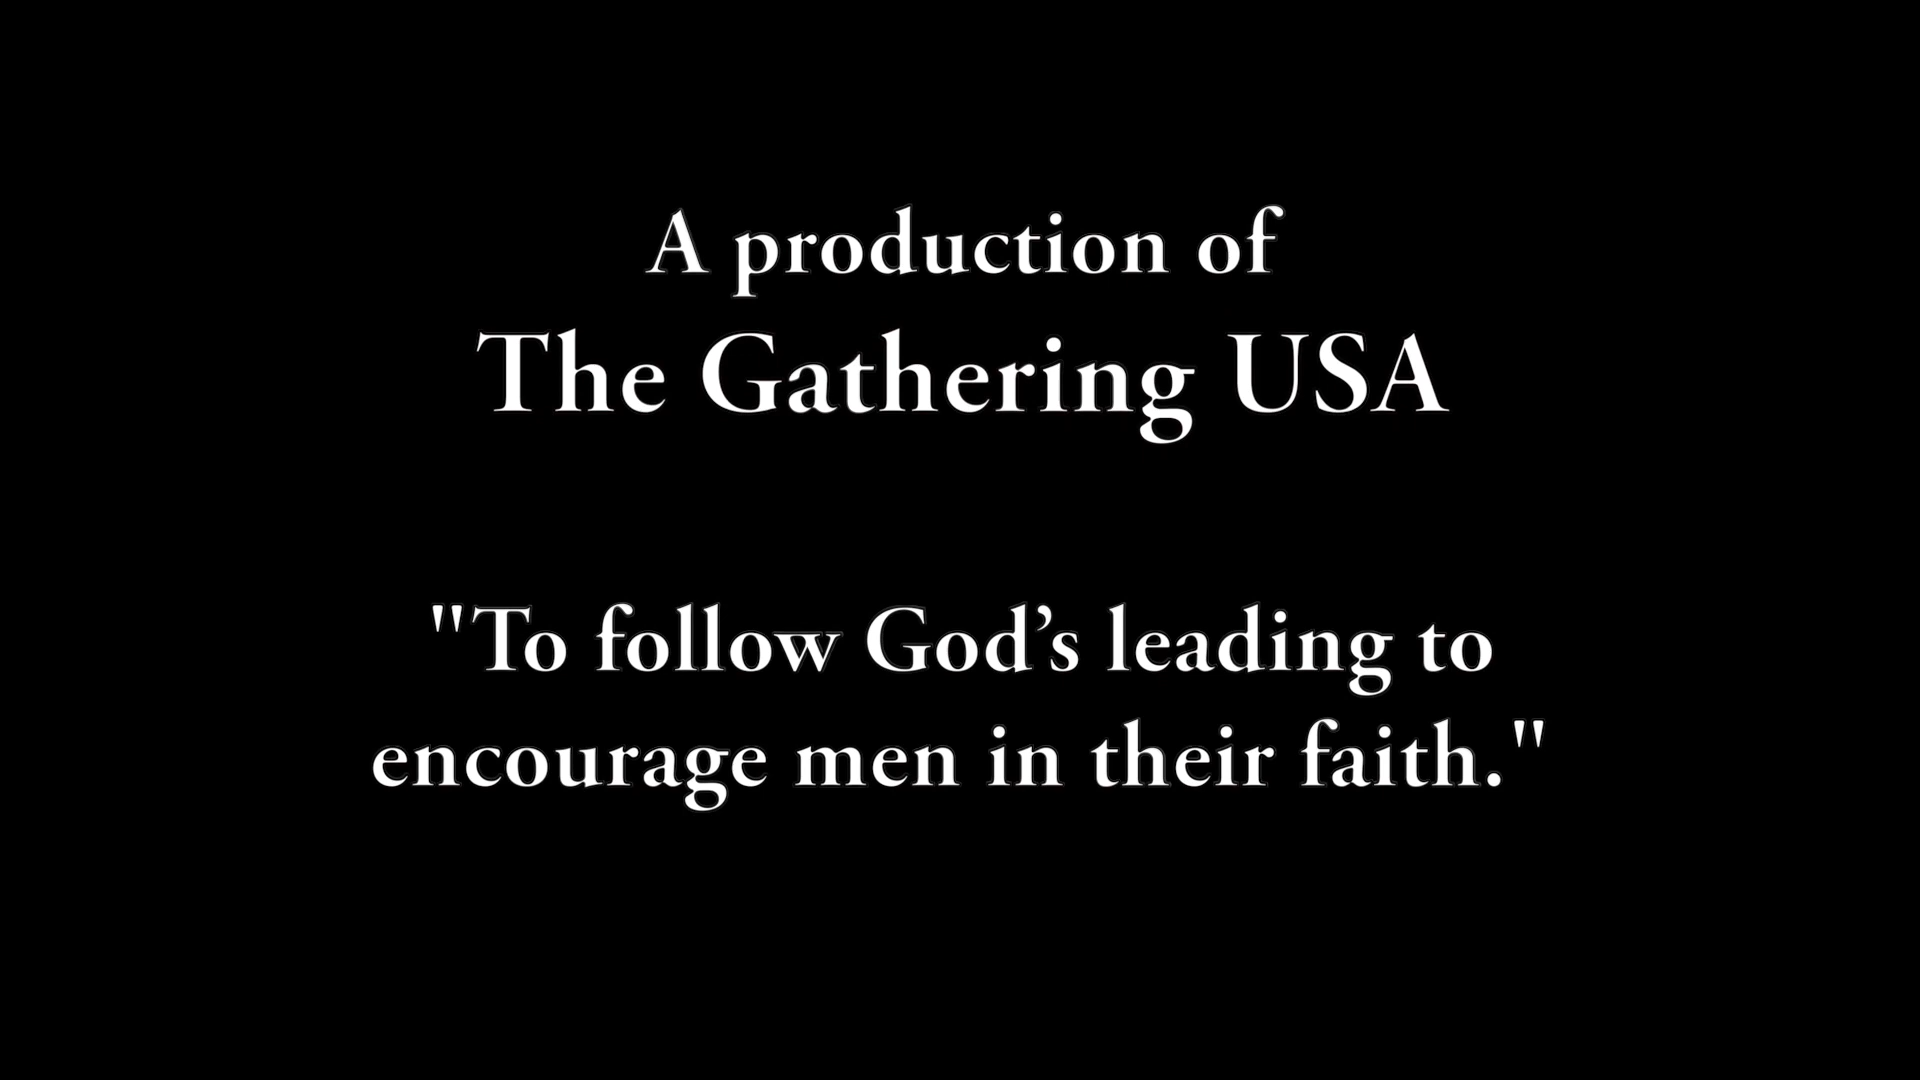 A production of
The Gathering USA
"To follow God’s leading to
encourage men in their faith."